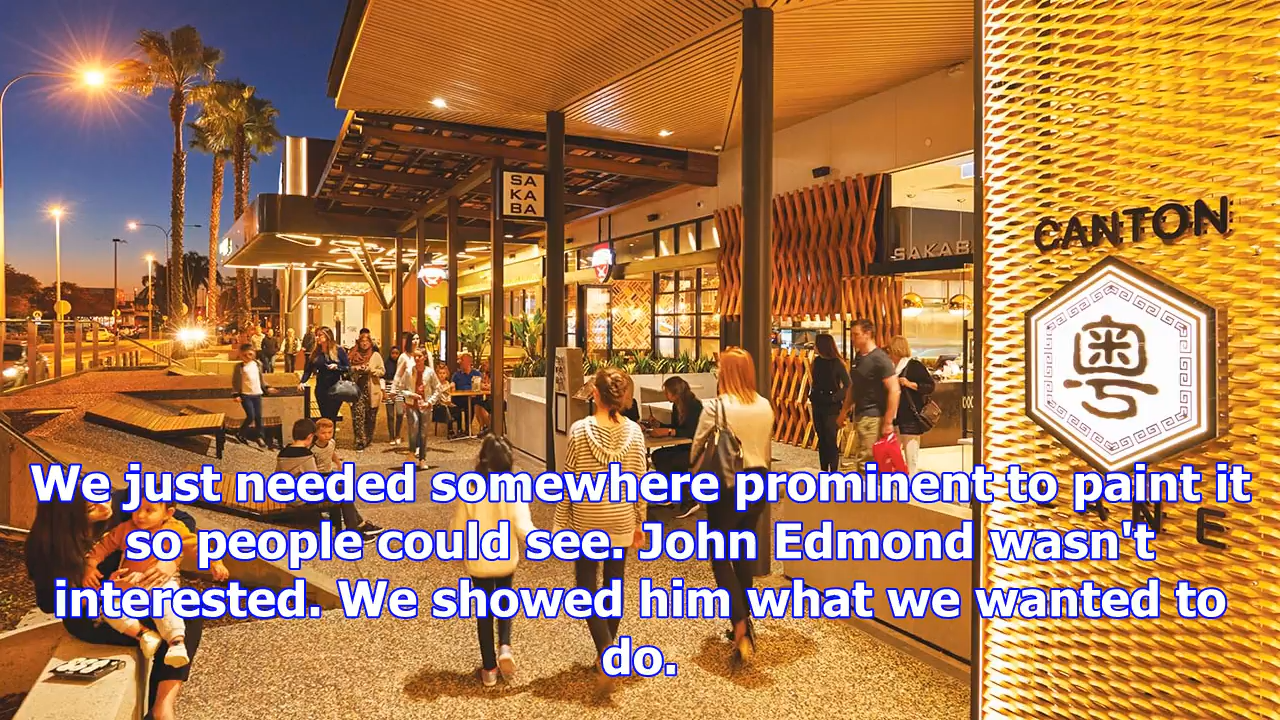 SA
KA
BA
SAKAB
CANTON
粤
We just needed somewhere prominent to paint it
so people could see. John Edmond wasn't
interested. We showed him what we wanted to
do.